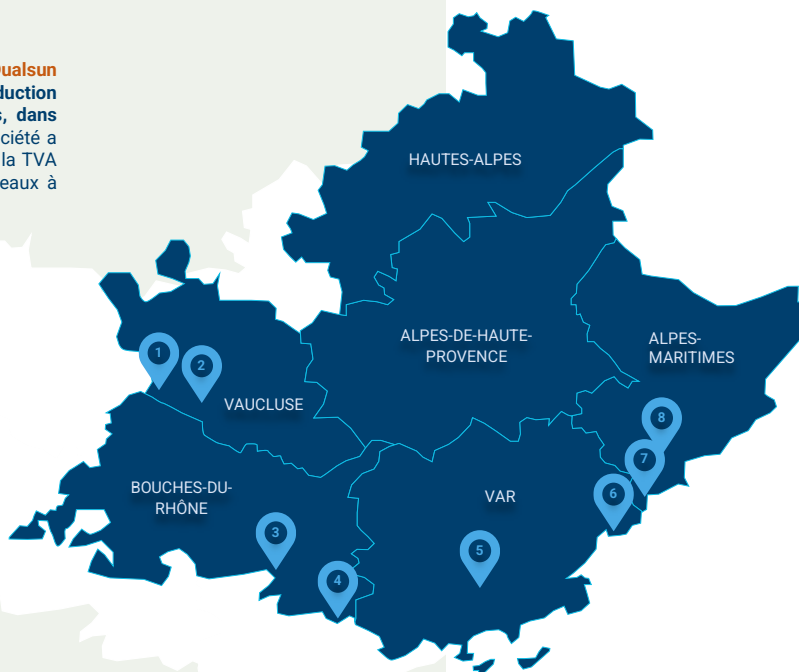 ualsun
duction
s, dans
ciété a
la TVA
eaux à
HAUTES-ALPES
ALPES-DE-HAUTE-
PROVENCE
ALPES-
MARITIMES
1
2
VAUCLUSE
8
7
BOUCHES-DU-
RHÔNE
VAR
6
3
5
4